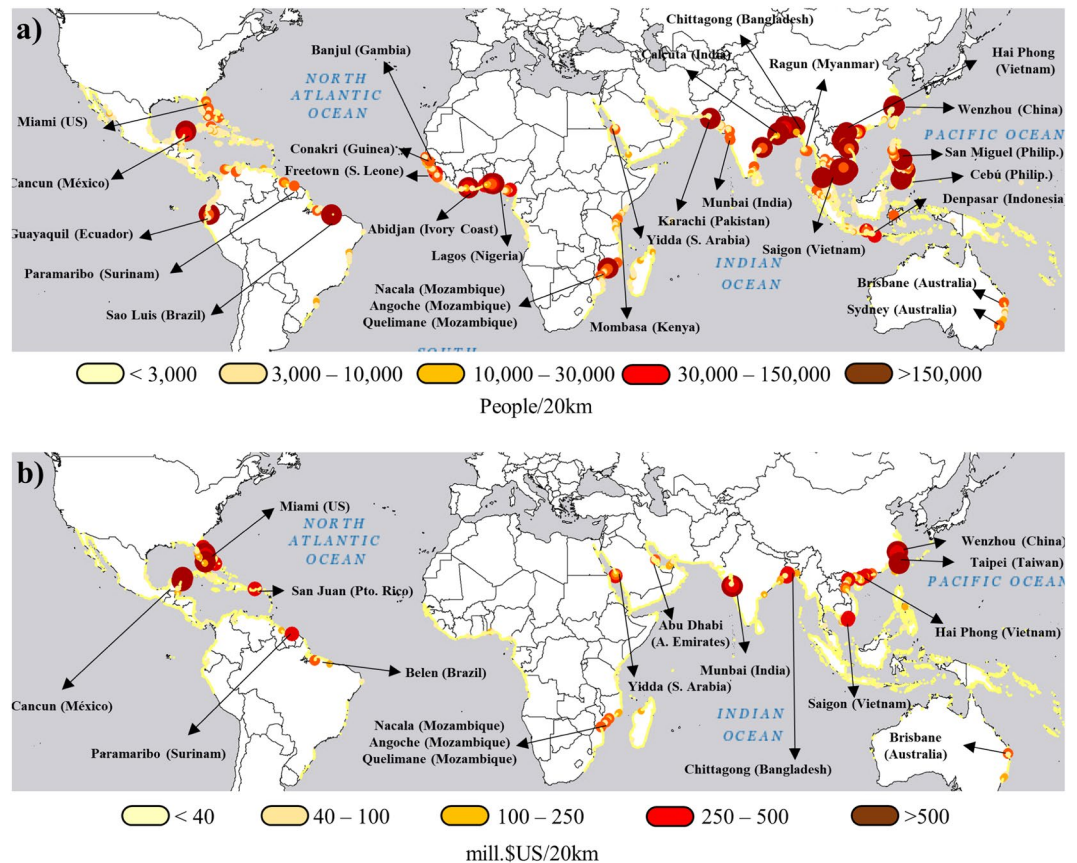 a)
Chittagong (Bangladesh)
Banjul (Gambia)
Calcuta (India)
Ragun (Myanmar)
Hai Phong
(Vietnam)
NORTH
ATLANTIC
OCEAN
Miami (US)
Wenzhou (China)
PACIFIC OCEAN
Conakri (Guinea)
San Miguel (Philip.)
Freetown (S. Leone)
Cebú (Philip.)
Cancun (México)
Munbai (India)
Denpasar (Indonesia)
Karachi (Pakistan)
Guayaquil (Ecuador)
Abidjan (Ivory Coast)
Yidda (S. Arabia)
Saigon (Vietnam)
Lagos (Nigeria)
INDIAN
OCEAN
Paramaribo (Surinam)
Nacala (Mozambique)
Angoche (Mozambique)
Quelimane (Mozambique)
Brisbane (Australia)
Sydney (Australia)
Sao Luis (Brazil)
Mombasa (Kenya)
SOUTH
< 3,000 3,000 – 10,000 10,000 – 30,000 30,000 – 150,000 >150,000
People/20km
b)
Miami (US)
NORTH
ATLANTIC
OCEAN
Wenzhou (China)
Taipei (Taiwan)
PACIFIC OCEAN
San Juan (Pto. Rico)
Abu Dhabi
(A. Emirates)
Hai Phong (Vietnam)
Belen (Brazil)
Munbai (India)
Yidda (S. Arabia)
Cancun (México)
Saigon (Vietnam)
INDIAN
OCEAN
Nacala (Mozambique)
Angoche (Mozambique)
Quelimane (Mozambique)
Paramaribo (Surinam)
Brisbane
(Australia)
Chittagong (Bangladesh)
< 40 40 – 100 100 – 250 250 – 500 >500
mill.$US/20km